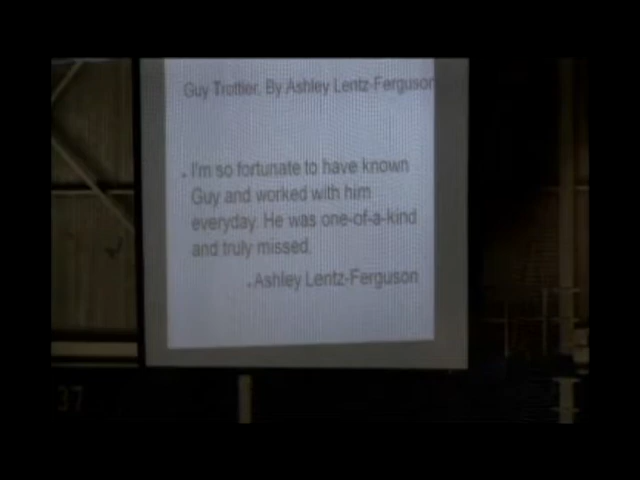 Guy Trottier, By Ashley Lentz-Ferguson
. I'm so fortunate to have known
Guy and worked with him
everyday. He was one-of-a-kind
and truly missed.
. Ashley Lentz-Ferguson
37